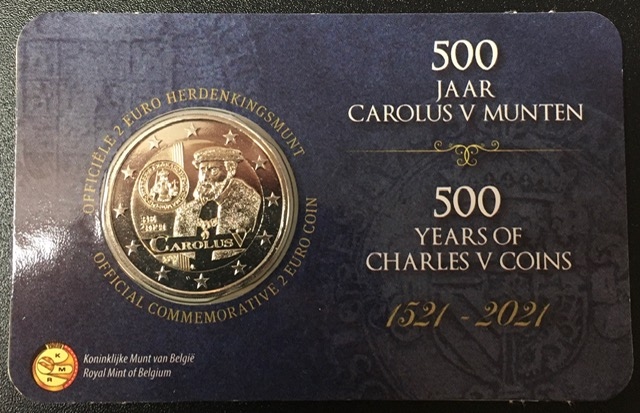 OFFICIËLE 2 EURO HERDENKINGSMUNT
CAROLUS V
OFFICIAL COMMEMORATIVE 2 EURO COIN
500
JAAR
CAROLUS V MUNTEN
500
YEARS OF
CHARLES V COINS
1521 - 2021
KMR
Koninklijke Munt van België
Royal Mint of Belgium